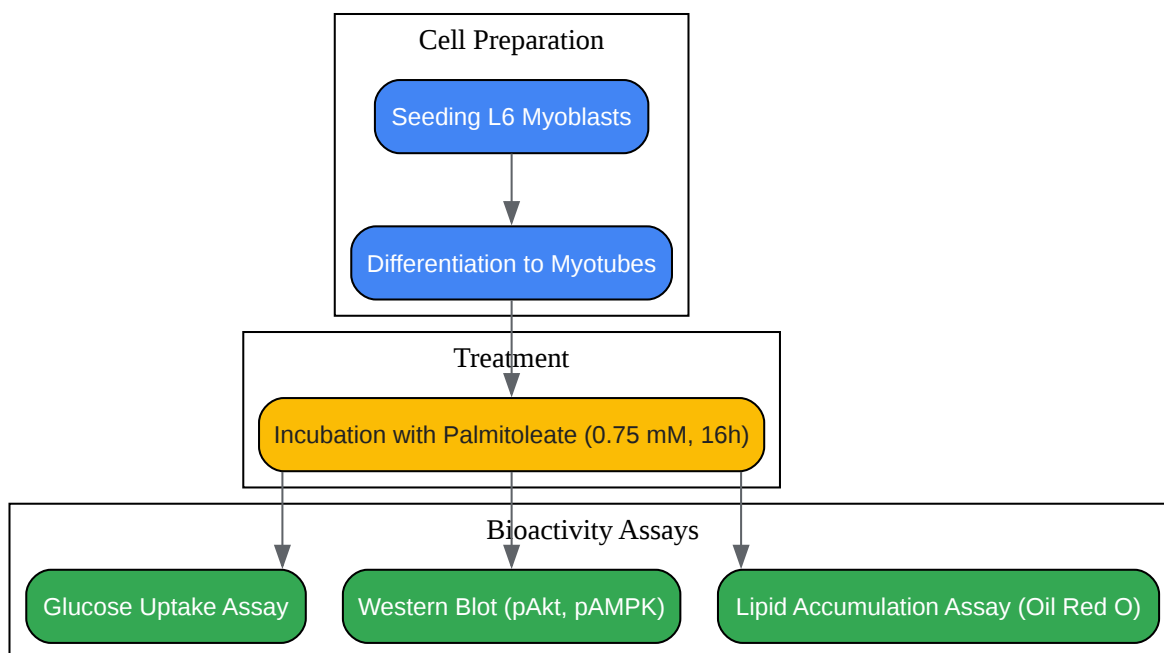 Cell Preparation
Seeding L6 Myoblasts
Differentiation to Myotubes
Treatment
Incubation with Palmitoleate (0.75 mM, 16h)
Bioactivity Assays
Glucose Uptake Assay
Western Blot (pAkt, pAMPK)
Lipid Accumulation Assay (Oil Red O)